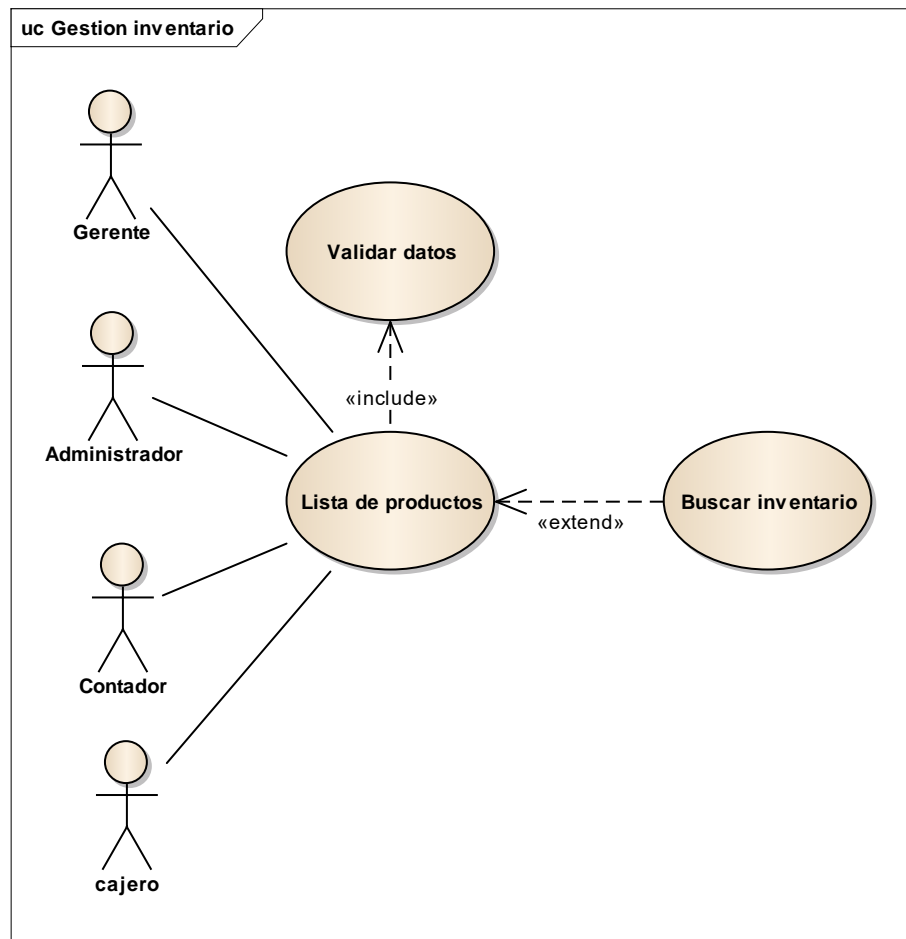 uc Gestion inventario
Gerente
Validar datos
Administrador
«include»
Lista de productos
Buscar inventario
«extend»
Contador
cajero